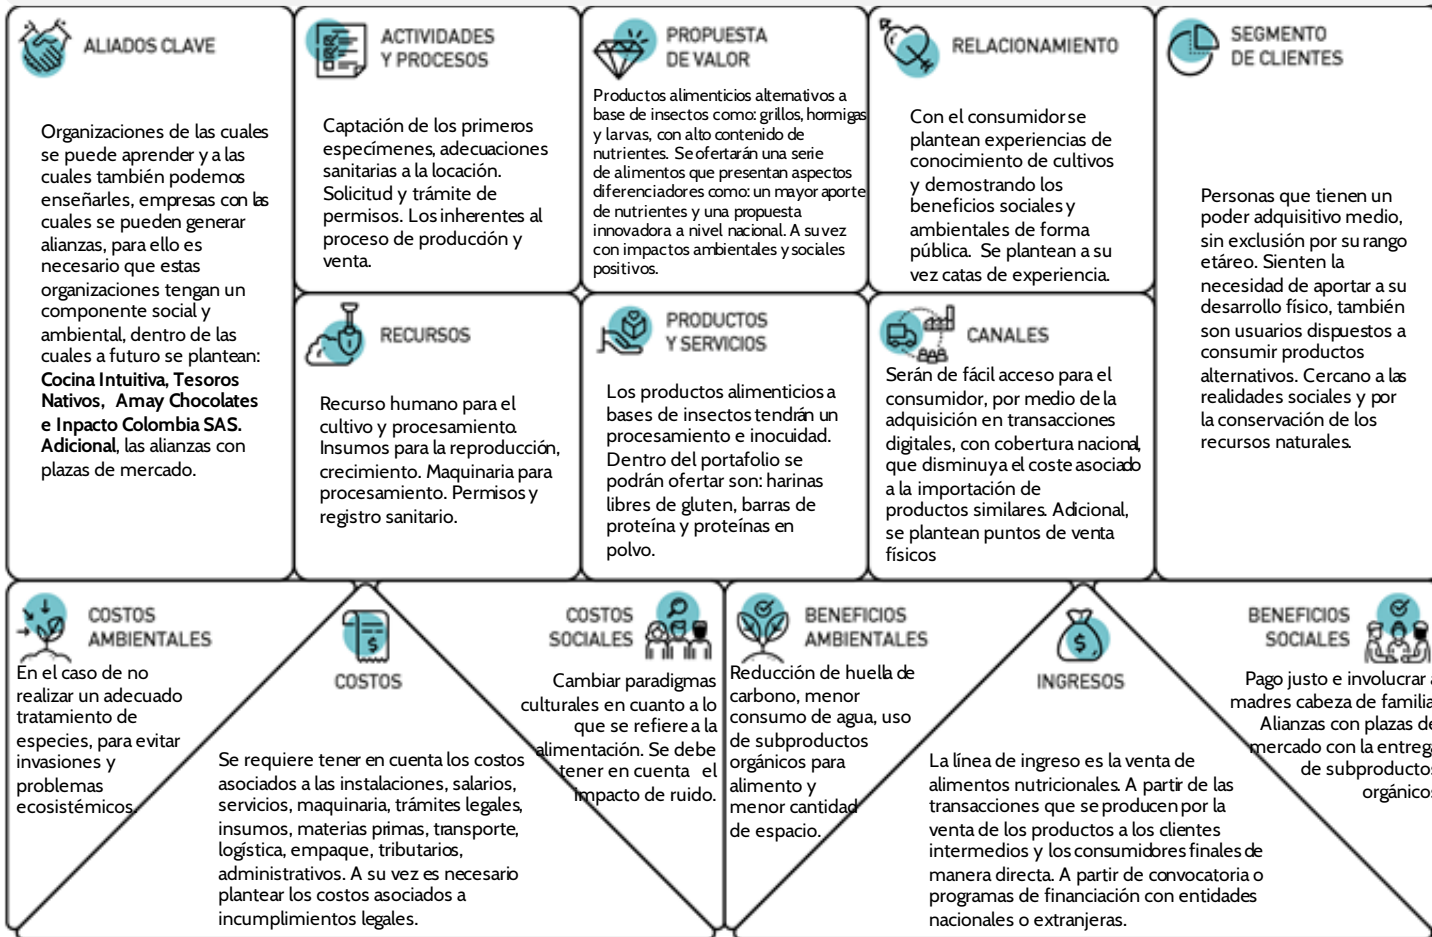 ALIADOS CLAVE
Organizaciones de las cuales
se puede aprender y a las
cuales también podemos
enseñarles, empresas con las
cuales se pueden generar
alianzas, para ello es
necesario que estas
organizaciones tengan un
componente social y
ambiental, dentro de las
cuales a futuro se plantean:
Cocina Intuitiva, Tesoros
Nativos, Amay Chocolates
e Inpacto Colombia SAS.
Adicional, las alianzas con
plazas de mercado.
ACTIVIDADES
Y PROCESOS
Captación de los primeros
especímenes, adecuaciones
sanitarias a la locación.
Solicitud y trámite de
permisos. Los inherentes al
proceso de producción y
venta.
RECURSOS
Recurso humano para el
cultivo y procesamiento.
Insumos para la reproducción,
crecimiento. Maquinaria para
procesamiento. Permisos y
registro sanitario.
PROPUESTA
DE VALOR
Productos alimenticios alternativos a
base de insectos como: grillos, hormigas
y larvas, con alto contenido de
nutrientes. Se ofertarán una serie
de alimentos que presentan aspectos
diferenciadores como: un mayor aporte
de nutrientes y una propuesta
innovadora a nivel nacional. A su vez
con impactos ambientales y sociales
positivos.
PRODUCTOS
Y SERVICIOS
Los productos alimenticios a
bases de insectos tendrán un
procesamiento e inocuidad.
Dentro del portafolio se
podrán ofertar son: harinas
libres de gluten, barras de
proteína y proteínas en
polvo.
RELACIONAMIENTO
Con el consumidor se
plantean experiencias de
conocimiento de cultivos
y demostrando los
beneficios sociales y
ambientales de forma
pública. Se plantean a su
vez catas de experiencia.
CANALES
Serán de fácil acceso para el
consumidor, por medio de la
adquisición en transacciones
digitales, con cobertura nacional,
que disminuya el coste asociado
a la importación de
productos similares. Adicional,
se plantean puntos de venta
físicos
SEGMENTO
DE CLIENTES
Personas que tienen un
poder adquisitivo medio,
sin exclusión por su rango
etáreo. Sienten la
necesidad de aportar a su
desarrollo físico, también
son usuarios dispuestos a
consumir productos
alternativos. Cercano a las
realidades sociales y por
la conservación de los
recursos naturales.
COSTOS
AMBIENTALES
En el caso de no
realizar un adecuado
tratamiento de
especies, para evitar
invasiones y
problemas
ecosistémicos.
COSTOS
Se requiere tener en cuenta los costos
asociados a las instalaciones, salarios,
servicios, maquinaria, trámites legales,
insumos, materias primas, transporte,
logística, empaque, tributarios,
administrativos. A su vez es necesario
plantear los costos asociados a
incumplimientos legales.
COSTOS
SOCIALES
Cambiar paradigmas
culturales en cuanto a lo
que se refiere a la
alimentación. Se debe
tener en cuenta el
impacto de ruido.
BENEFICIOS
AMBIENTALES
Reducción de huella de
carbono, menor
consumo de agua, uso
de subproductos
orgánicos para
alimento y
menor cantidad
de espacio.
INGRESOS
La línea de ingreso es la venta de
alimentos nutricionales. A partir de las
transacciones que se producen por la
venta de los productos a los clientes
intermedios y los consumidores finales de
manera directa. A partir de convocatoria o
programas de financiación con entidades
nacionales o extranjeras.
BENEFICIOS
SOCIALES
Pago justo e involucrar a
madres cabeza de familia
Alianzas con plazas de
mercado con la entrega
de subproductos
orgánicos